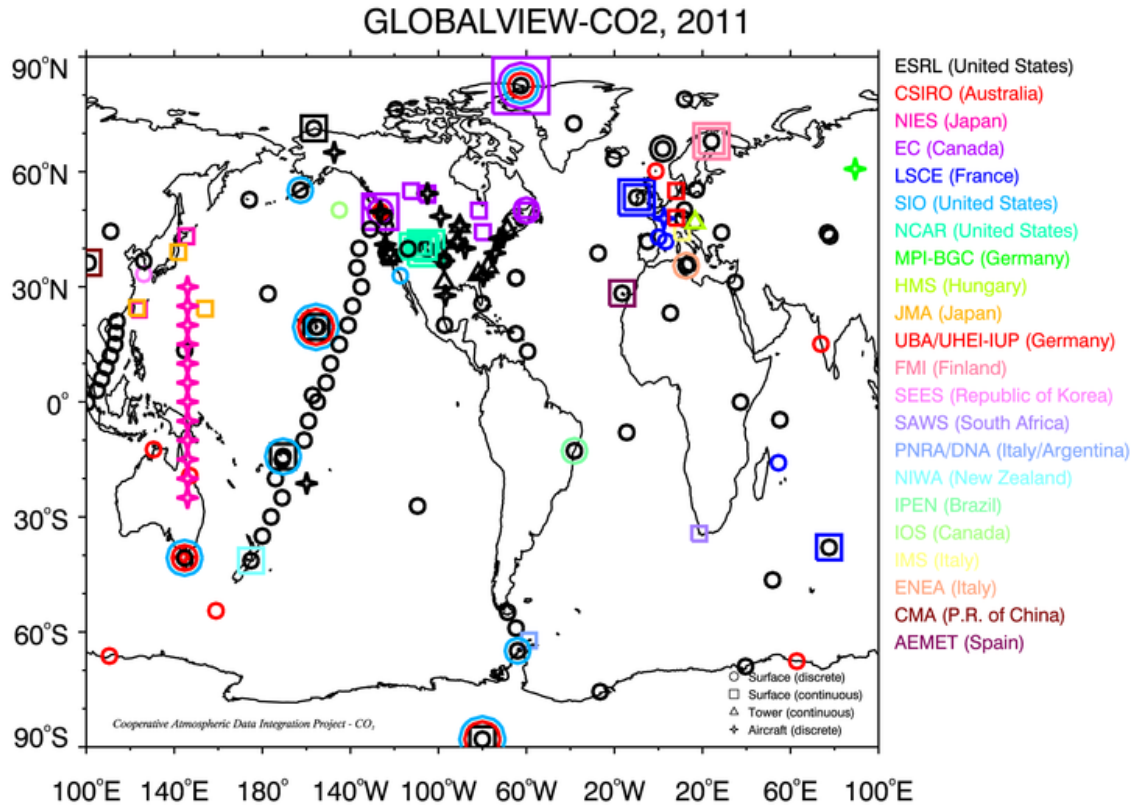 GLOBALVIEW-CO2, 2011
90°N
60°N
30°N
0°
30°S
60°S
90°S
100°E 140°E 180° 140°W 100°W 60°W 20°W 20°E 60°E 100°E
ESRL (United States)
CSIRO (Australia)
NIES (Japan)
EC (Canada)
LSCE (France)
SIO (United States)
NCAR (United States)
MPI-BGC (Germany)
HMS (Hungary)
JMA (Japan)
UBA/UHEI-IUP (Germany)
FMI (Finland)
SEES (Republic of Korea)
SAWS (South Africa)
PNRA/DNA (Italy/Argentina)
NIWA (New Zealand)
IPEN (Brazil)
IOS (Canada)
IMS (Italy)
ENEA (Italy)
CMA (P.R. of China)
AEMET (Spain)
Surface (discrete)
Surface (continuous)
Tower (continuous)
Aircraft (discrete)
Cooperative Atmospheric Data Integration Project - CO₂